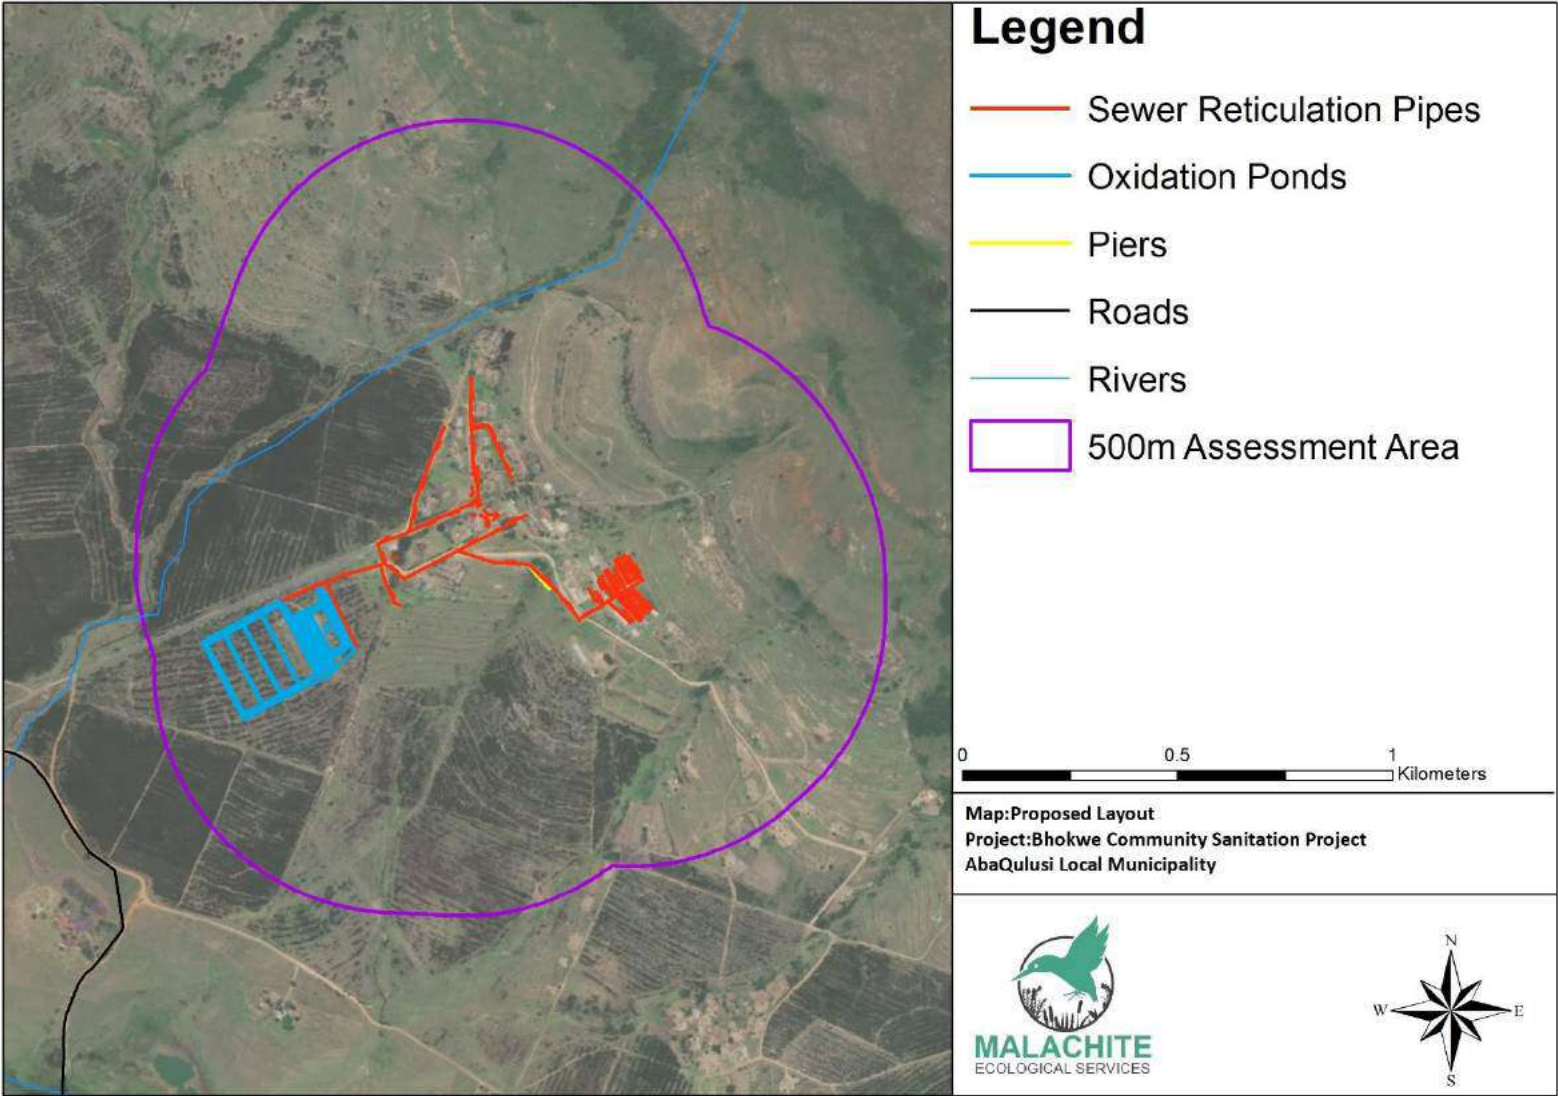 Legend
Sewer Reticulation Pipes
Oxidation Ponds
Piers
Roads
Rivers
500m Assessment Area
0 0.5 1
Kilometers
Map:Proposed Layout
Project:Bhokwe Community Sanitation Project
AbaQulusi Local Municipality
MALACHITE
ECOLOGICAL SERVICES
N
W E
S